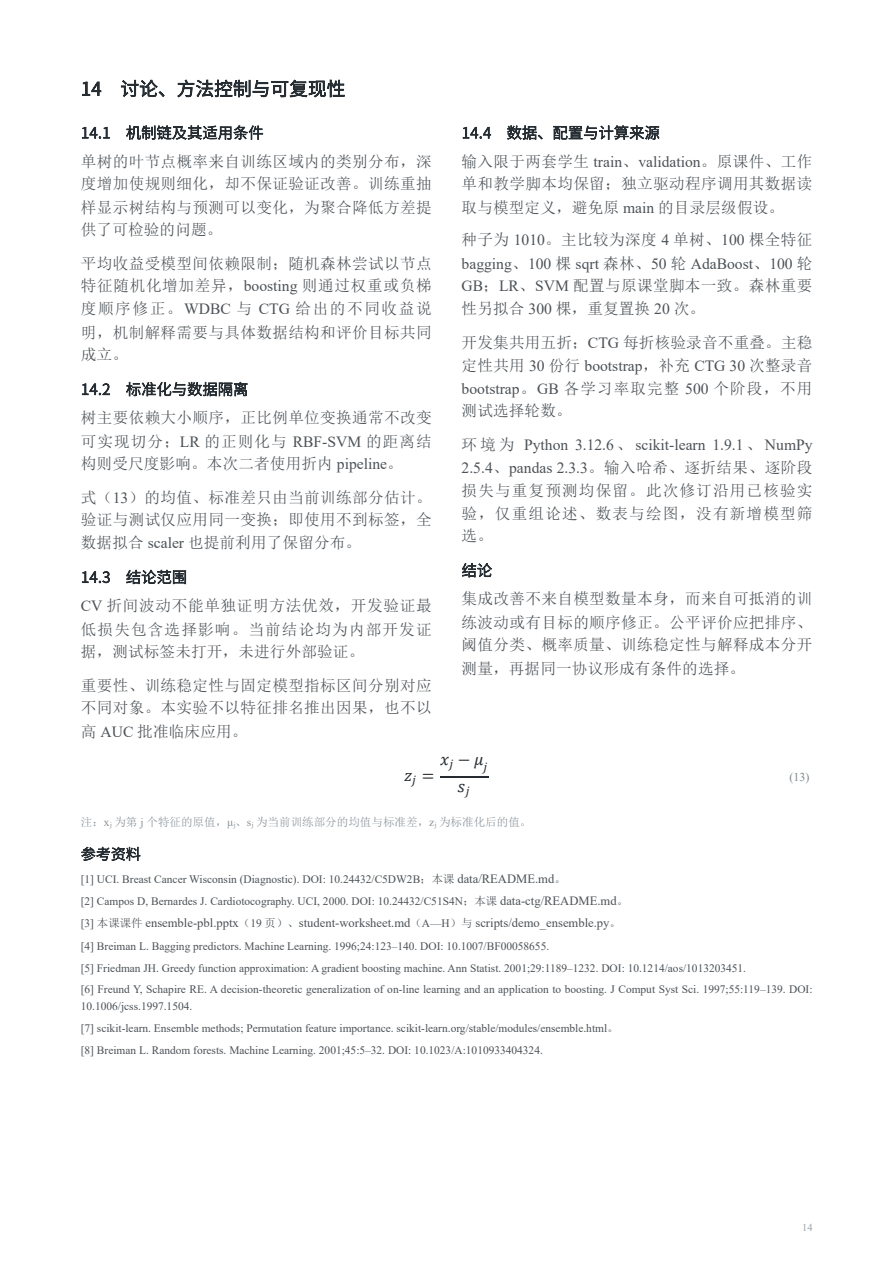 14 讨论、方法控制与可复现性
14.1 机制链及其适用条件
单树的叶节点概率来自训练区域内的类别分布，深
度增加使规则细化，却不保证验证改善。训练重抽
样显示树结构与预测可以变化，为聚合降低方差提
供了可检验的问题。
平均收益受模型间依赖限制；随机森林尝试以节点
特征随机化增加差异，boosting 则通过权重或负梯
度顺序修正。WDBC 与 CTG 给出的不同收益说
明，机制解释需要与具体数据结构和评价目标共同
成立。
14.2 标准化与数据隔离
树主要依赖大小顺序，正比例单位变换通常不改变
可实现切分；LR 的正则化与 RBF-SVM 的距离结
构则受尺度影响。本次二者使用折内 pipeline。
式（13）的均值、标准差只由当前训练部分估计。
验证与测试仅应用同一变换；即使用不到标签，全
数据拟合 scaler 也提前利用了保留分布。
14.3 结论范围
CV 折间波动不能单独证明方法优效，开发验证最
低损失包含选择影响。当前结论均为内部开发证
据，测试标签未打开，未进行外部验证。
重要性、训练稳定性与固定模型指标区间分别对应
不同对象。本实验不以特征排名推出因果，也不以
高 AUC 批准临床应用。
14.4 数据、配置与计算来源
输入限于两套学生 train、validation。原课件、工作
单和教学脚本均保留；独立驱动程序调用其数据读
取与模型定义，避免原 main 的目录层级假设。
种子为 1010。主比较为深度 4 单树、100 棵全特征
bagging、100 棵 sqrt 森林、50 轮 AdaBoost、100 轮
GB；LR、SVM 配置与原课堂脚本一致。森林重要
性另拟合 300 棵，重复置换 20 次。
开发集共用五折；CTG 每折核验录音不重叠。主稳
定性共用 30 份行 bootstrap，补充 CTG 30 次整录音
bootstrap。GB 各学习率取完整 500 个阶段，不用
测试选择轮数。
环境为 Python 3.12.6、scikit-learn 1.9.1、NumPy
2.5.4、pandas 2.3.3。输入哈希、逐折结果、逐阶段
损失与重复预测均保留。此次修订沿用已核验实
验，仅重组论述、数表与绘图，没有新增模型筛
选。
结论
集成改善不来自模型数量本身，而来自可抵消的训
练波动或有目标的顺序修正。公平评价应把排序、
阈值分类、概率质量、训练稳定性与解释成本分开
测量，再据同一协议形成有条件的选择。
zⱼ = (xⱼ − μⱼ) / sⱼ (13)
注：xⱼ 为第 j 个特征的原值，μⱼ、sⱼ 为当前训练部分的均值与标准差，zⱼ 为标准化后的值。
参考资料
[1] UCI. Breast Cancer Wisconsin (Diagnostic). DOI: 10.24432/C5DW2B；本课 data/README.md。
[2] Campos D, Bernardes J. Cardiotocography. UCI, 2000. DOI: 10.24432/C51S4N；本课 data-ctg/README.md。
[3] 本课课件 ensemble-pbl.pptx（19 页）、student-worksheet.md（A—H）与 scripts/demo_ensemble.py。
[4] Breiman L. Bagging predictors. Machine Learning. 1996;24:123–140. DOI: 10.1007/BF00058655.
[5] Friedman JH. Greedy function approximation: A gradient boosting machine. Ann Statist. 2001;29:1189–1232. DOI: 10.1214/aos/1013203451.
[6] Freund Y, Schapire RE. A decision-theoretic generalization of on-line learning and an application to boosting. J Comput Syst Sci. 1997;55:119–139. DOI:
10.1006/jcss.1997.1504.
[7] scikit-learn. Ensemble methods; Permutation feature importance. scikit-learn.org/stable/modules/ensemble.html。
[8] Breiman L. Random forests. Machine Learning. 2001;45:5–32. DOI: 10.1023/A:1010933404324.
14